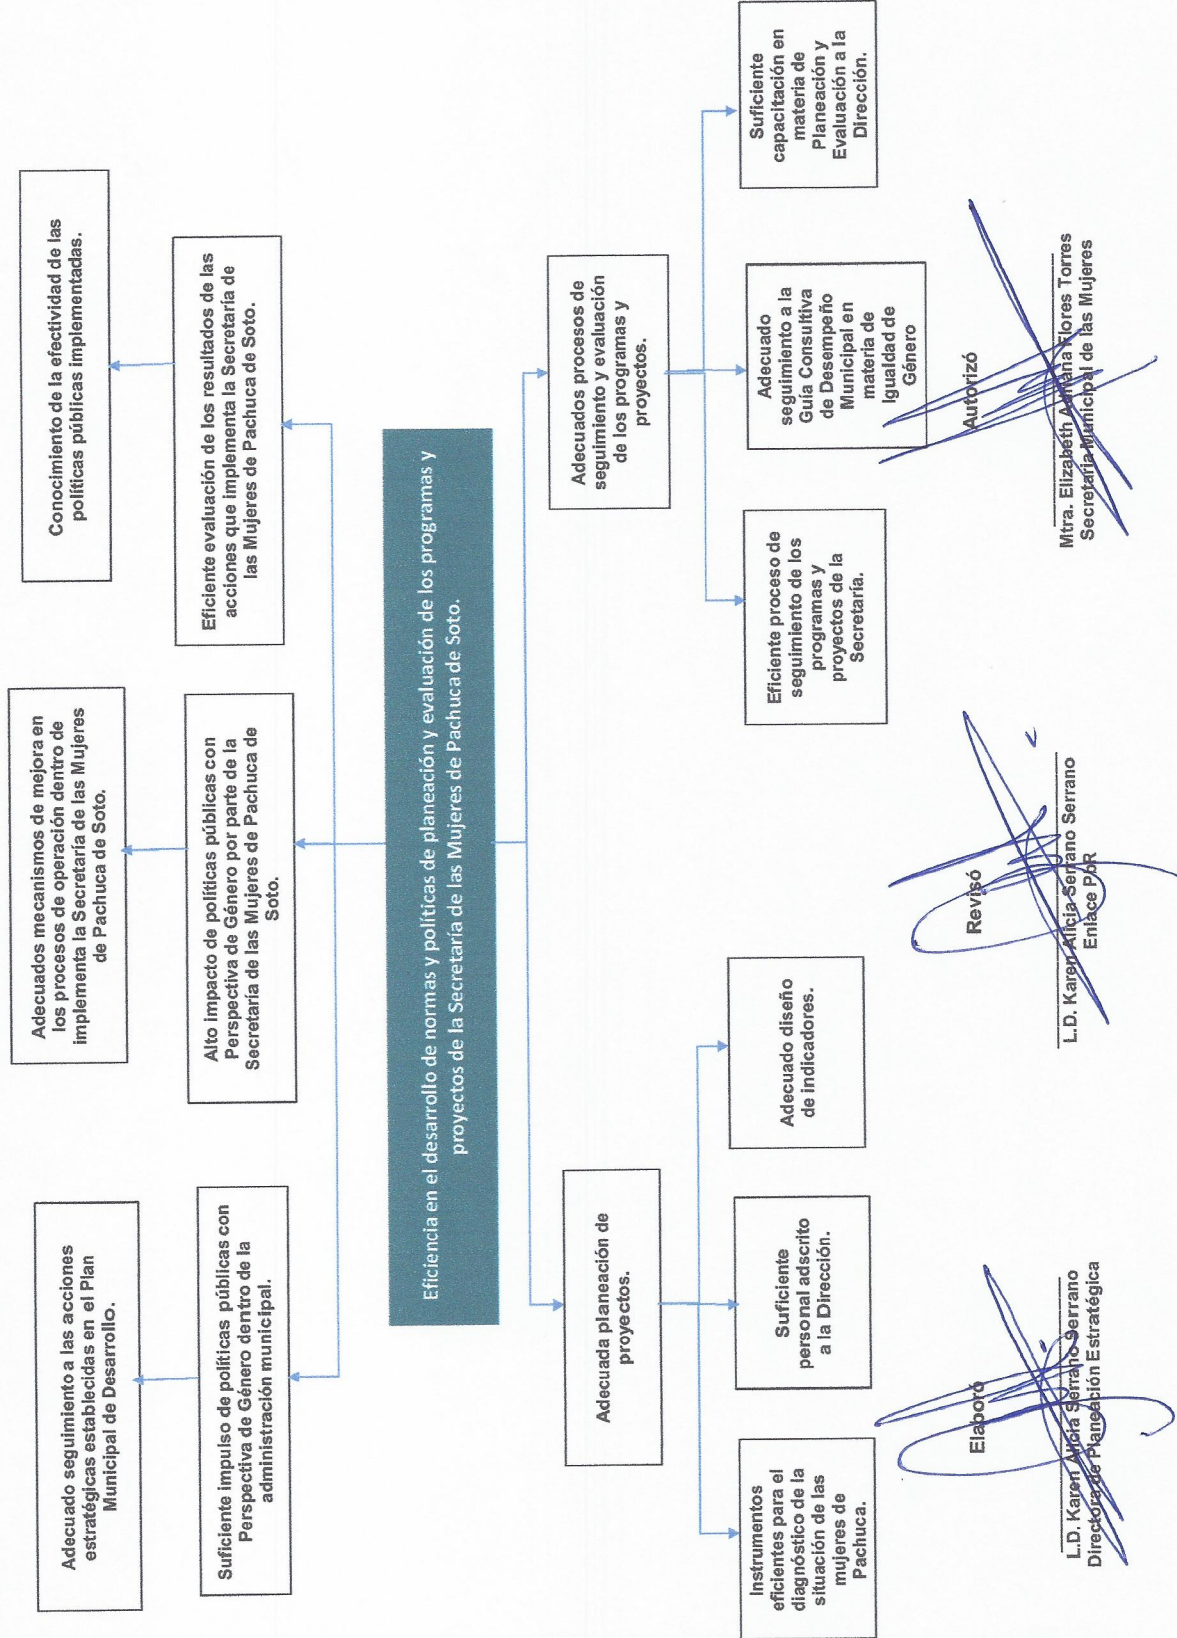 Adecuado seguimiento a las acciones
estratégicas establecidas en el Plan
Municipal de Desarrollo.
Adecuados mecanismos de mejora en
los procesos de operación dentro de
implementa la Secretaría de las Mujeres
de Pachuca de Soto.
Conocimiento de la efectividad de las
políticas públicas implementadas.
Suficiente impulso de políticas públicas con
Perspectiva de Género dentro de la
administración municipal.
Alto impacto de políticas públicas con
Perspectiva de Género por parte de la
Secretaría de las Mujeres de Pachuca de
Soto.
Eficiente evaluación de los resultados de las
acciones que implementa la Secretaría de
las Mujeres de Pachuca de Soto.
Eficiencia en el desarrollo de normas y políticas de planeación y evaluación de los programas y
proyectos de la Secretaría de las Mujeres de Pachuca de Soto.
Adecuada planeación de
proyectos.
Adecuados procesos de
seguimiento y evaluación
de los programas y
proyectos.
Instrumentos
eficientes para el
diagnóstico de la
situación de las
mujeres de
Pachuca.
Suficiente
personal adscrito
a la Dirección.
Adecuado diseño
de indicadores.
Eficiente proceso de
seguimiento de los
programas y
proyectos de la
Secretaría.
Adecuado
seguimiento a la
Guía Consultiva
de Desempeño
Municipal en
materia de
Igualdad de
Género
Suficiente
capacitación en
materia de
Planeación y
Evaluación a la
Dirección.
Elaboró
L.D. Karen Alicia Serrano Serrano
Directora de Planeación Estratégica
Revisó
L.D. Karen Alicia Serrano Serrano
Enlace PbR
Autorizó
Mtra. Elizabeth Adriana Flores Torres
Secretaria Municipal de las Mujeres